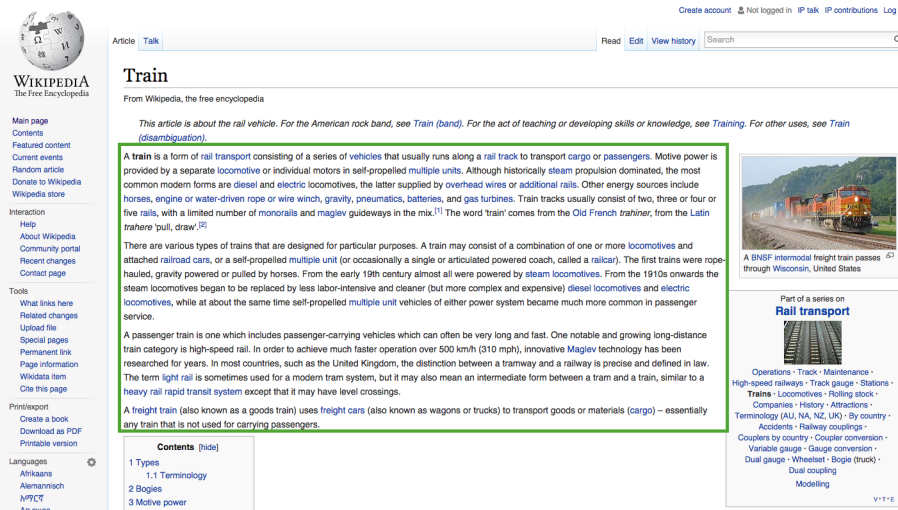 Create account Not logged in IP talk IP contributions Log
WIKIPEDIA
The Free Encyclopedia
Article Talk
Read Edit View history Search
Main page
Contents
Featured content
Current events
Random article
Donate to Wikipedia
Wikipedia store
Interaction
Help
About Wikipedia
Community portal
Recent changes
Contact page
Tools
What links here
Related changes
Upload file
Special pages
Permanent link
Page information
Wikidata item
Cite this page
Print/export
Create a book
Download as PDF
Printable version
Languages
Afrikaans
Alemannisch
አማርኛ
Train
From Wikipedia, the free encyclopedia
This article is about the rail vehicle. For the American rock band, see Train (band). For the act of teaching or developing skills or knowledge, see Training. For other uses, see Train
(disambiguation).
A train is a form of rail transport consisting of a series of vehicles that usually runs along a rail track to transport cargo or passengers. Motive power is
provided by a separate locomotive or individual motors in self-propelled multiple units. Although historically steam propulsion dominated, the most
common modern forms are diesel and electric locomotives, the latter supplied by overhead wires or additional rails. Other energy sources include
horses, engine or water-driven rope or wire winch, gravity, pneumatics, batteries, and gas turbines. Train tracks usually consist of two, three or four or
five rails, with a limited number of monorails and maglev guideways in the mix.[1] The word 'train' comes from the Old French trahiner, from the Latin
trahere 'pull, draw'.[2]
There are various types of trains that are designed for particular purposes. A train may consist of a combination of one or more locomotives and
attached railroad cars, or a self-propelled multiple unit (or occasionally a single or articulated powered coach, called a railcar). The first trains were rope-
hauled, gravity powered or pulled by horses. From the early 19th century almost all were powered by steam locomotives. From the 1910s onwards the
steam locomotives began to be replaced by less labor-intensive and cleaner (but more complex and expensive) diesel locomotives and electric
locomotives, while at about the same time self-propelled multiple unit vehicles of either power system became much more common in passenger
service.
A passenger train is one which includes passenger-carrying vehicles which can often be very long and fast. One notable and growing long-distance
train category is high-speed rail. In order to achieve much faster operation over 500 km/h (310 mph), innovative Maglev technology has been
researched for years. In most countries, such as the United Kingdom, the distinction between a tramway and a railway is precise and defined in law.
The term light rail is sometimes used for a modern tram system, but it may also mean an intermediate form between a tram and a train, similar to a
heavy rail rapid transit system except that it may have level crossings.
A freight train (also known as a goods train) uses freight cars (also known as wagons or trucks) to transport goods or materials (cargo) – essentially
any train that is not used for carrying passengers.
Contents [hide]
1 Types
1.1 Terminology
2 Bogies
3 Motive power
A BNSF intermodal freight train passes
through Wisconsin, United States
Part of a series on
Rail transport
Operations · Track · Maintenance ·
High-speed railways · Track gauge · Stations ·
Trains · Locomotives · Rolling stock ·
Companies · History · Attractions ·
Terminology (AU, NA, NZ, UK) · By country ·
Accidents · Railway couplings ·
Couplers by country · Coupler conversion ·
Variable gauge · Gauge conversion ·
Dual gauge · Wheelset · Bogie (truck) ·
Dual coupling
Modelling
V·T·E